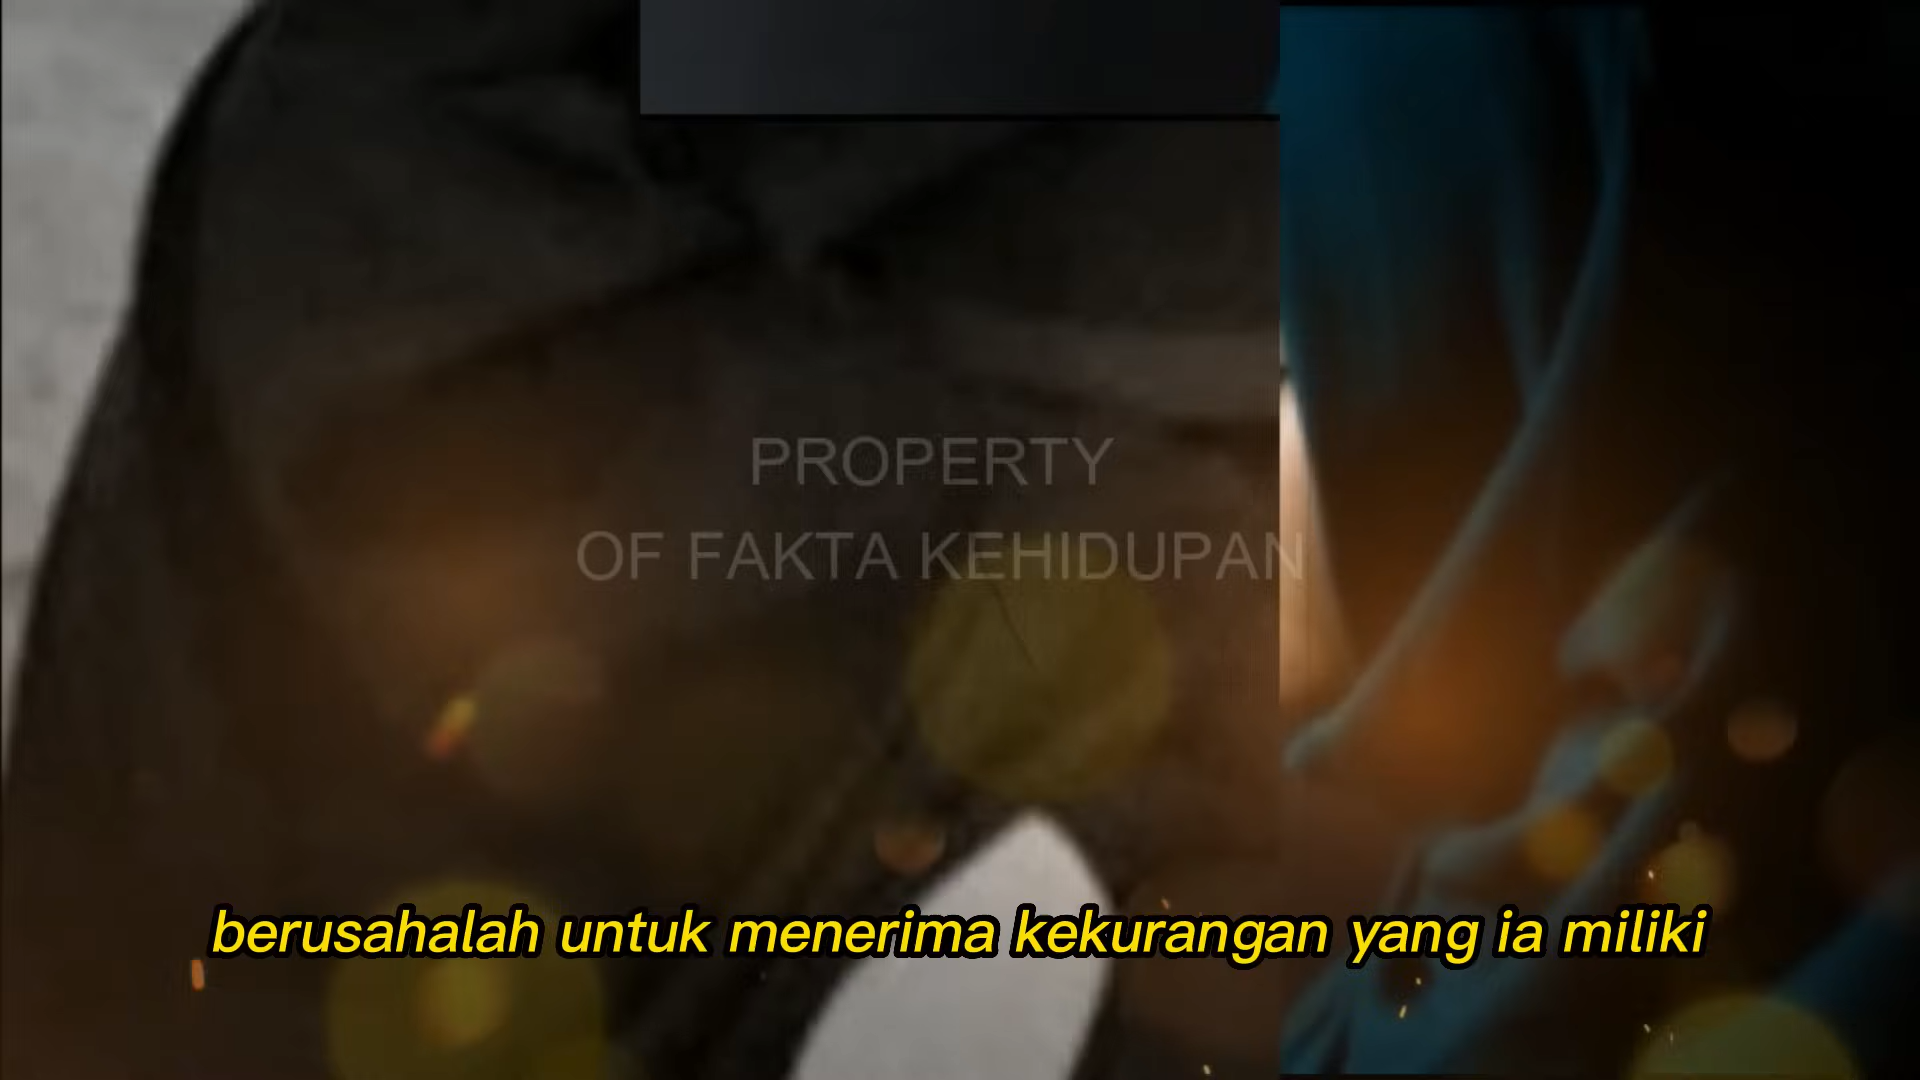 PROPERTY
OF FAKTA KEHIDUPAN
berusahalah untuk menerima kekurangan yang ia miliki